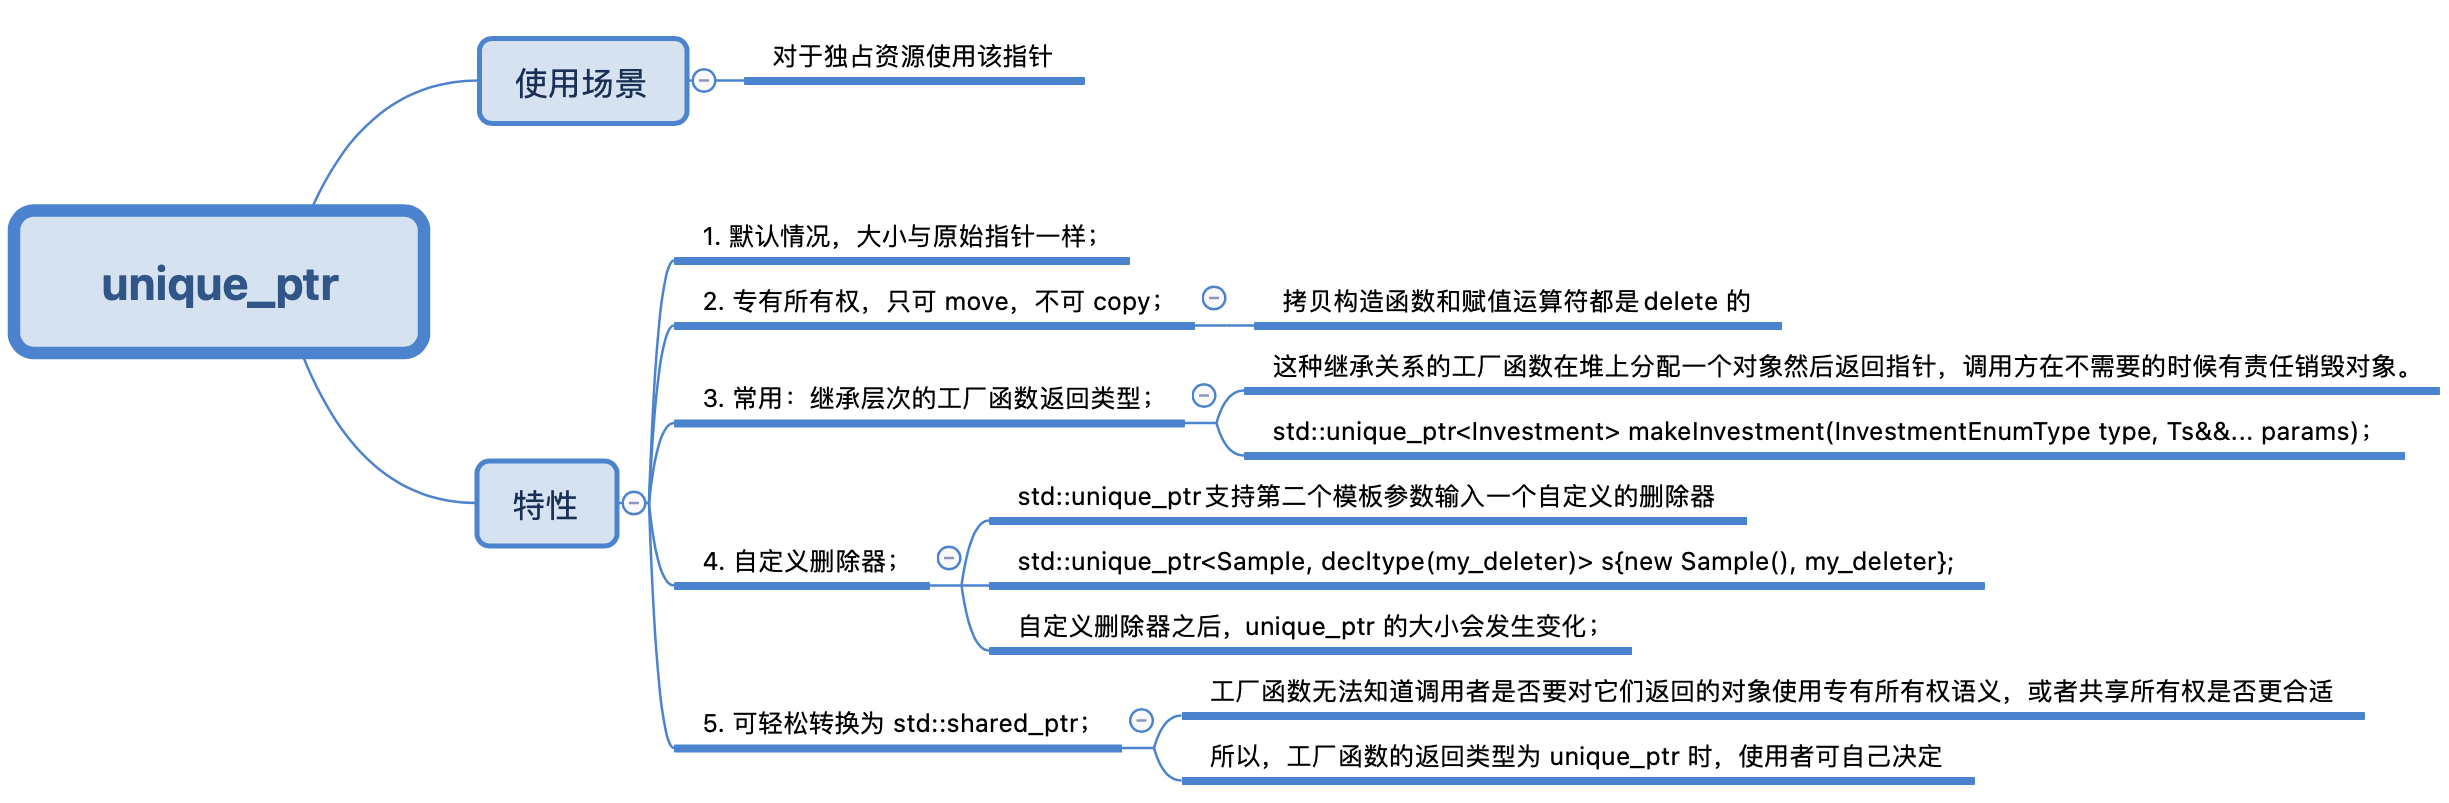 unique_ptr
使用场景
对于独占资源使用该指针
特性
1. 默认情况，大小与原始指针一样；
2. 专有所有权，只可 move，不可 copy；
拷贝构造函数和赋值运算符都是delete 的
3. 常用：继承层次的工厂函数返回类型；
这种继承关系的工厂函数在堆上分配一个对象然后返回指针，调用方在不需要的时候有责任销毁对象。
std::unique_ptr<Investment> makeInvestment(InvestmentEnumType type, Ts&&... params)；
4. 自定义删除器；
std::unique_ptr支持第二个模板参数输入一个自定义的删除器
std::unique_ptr<Sample, decltype(my_deleter)> s{new Sample(), my_deleter};
自定义删除器之后，unique_ptr 的大小会发生变化；
5. 可轻松转换为 std::shared_ptr；
工厂函数无法知道调用者是否要对它们返回的对象使用专有所有权语义，或者共享所有权是否更合适
所以，工厂函数的返回类型为 unique_ptr 时，使用者可自己决定